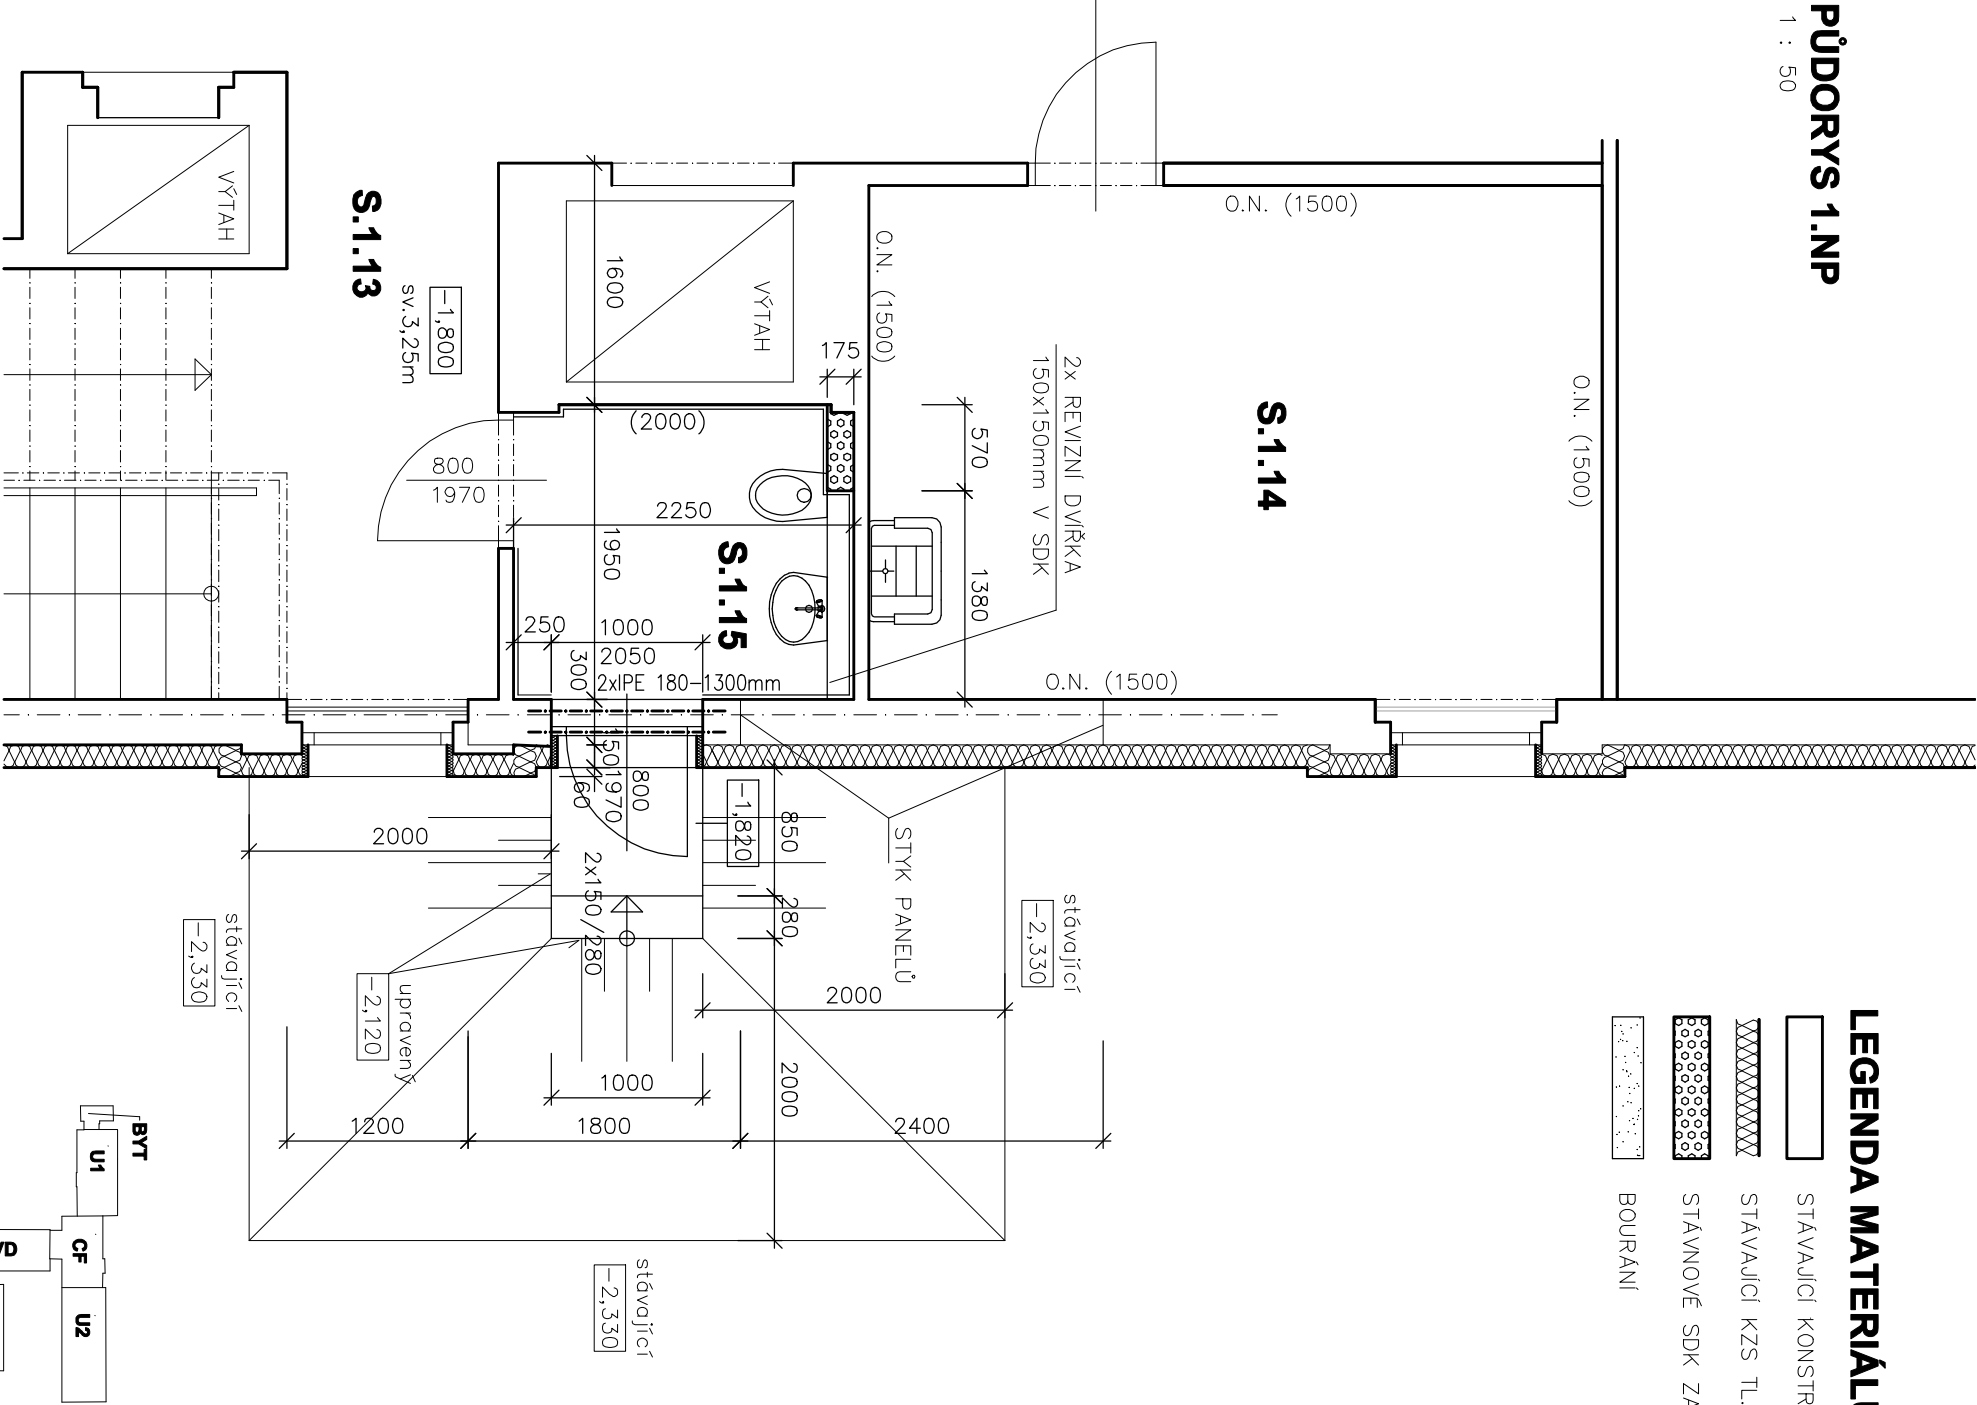 PŮDORYS 1.NP
1 : 50
VÝTAH
S.1.13
-1,800
sv.3,25m
1600
VÝTAH
O.N. (1500)
O.N. (1500)
O.N. (1500)
O.N. (1500)
175
(2000)
2x REVIZNÍ DVÍŘKA
150x150mm V SDK
570
1380
S.1.14
800
1970
2250
1950
S.1.15
250
1000
2050
300
2xIPE 180-1300mm
150
160
800
1970
-1,820
850
280
2000
2x150/280
STYK PANELŮ
2000
2000
stávající
-2,330
stávající
-2,330
stávající
-2,330
upravený
-2,120
1000
1200
1800
2400
BYT
U1
CF
U2
LEGENDA
STÁVAJÍCÍ
STÁVAJÍCÍ KZS TL.
STÁVNOVÉ SDK
BOURÁNÍ